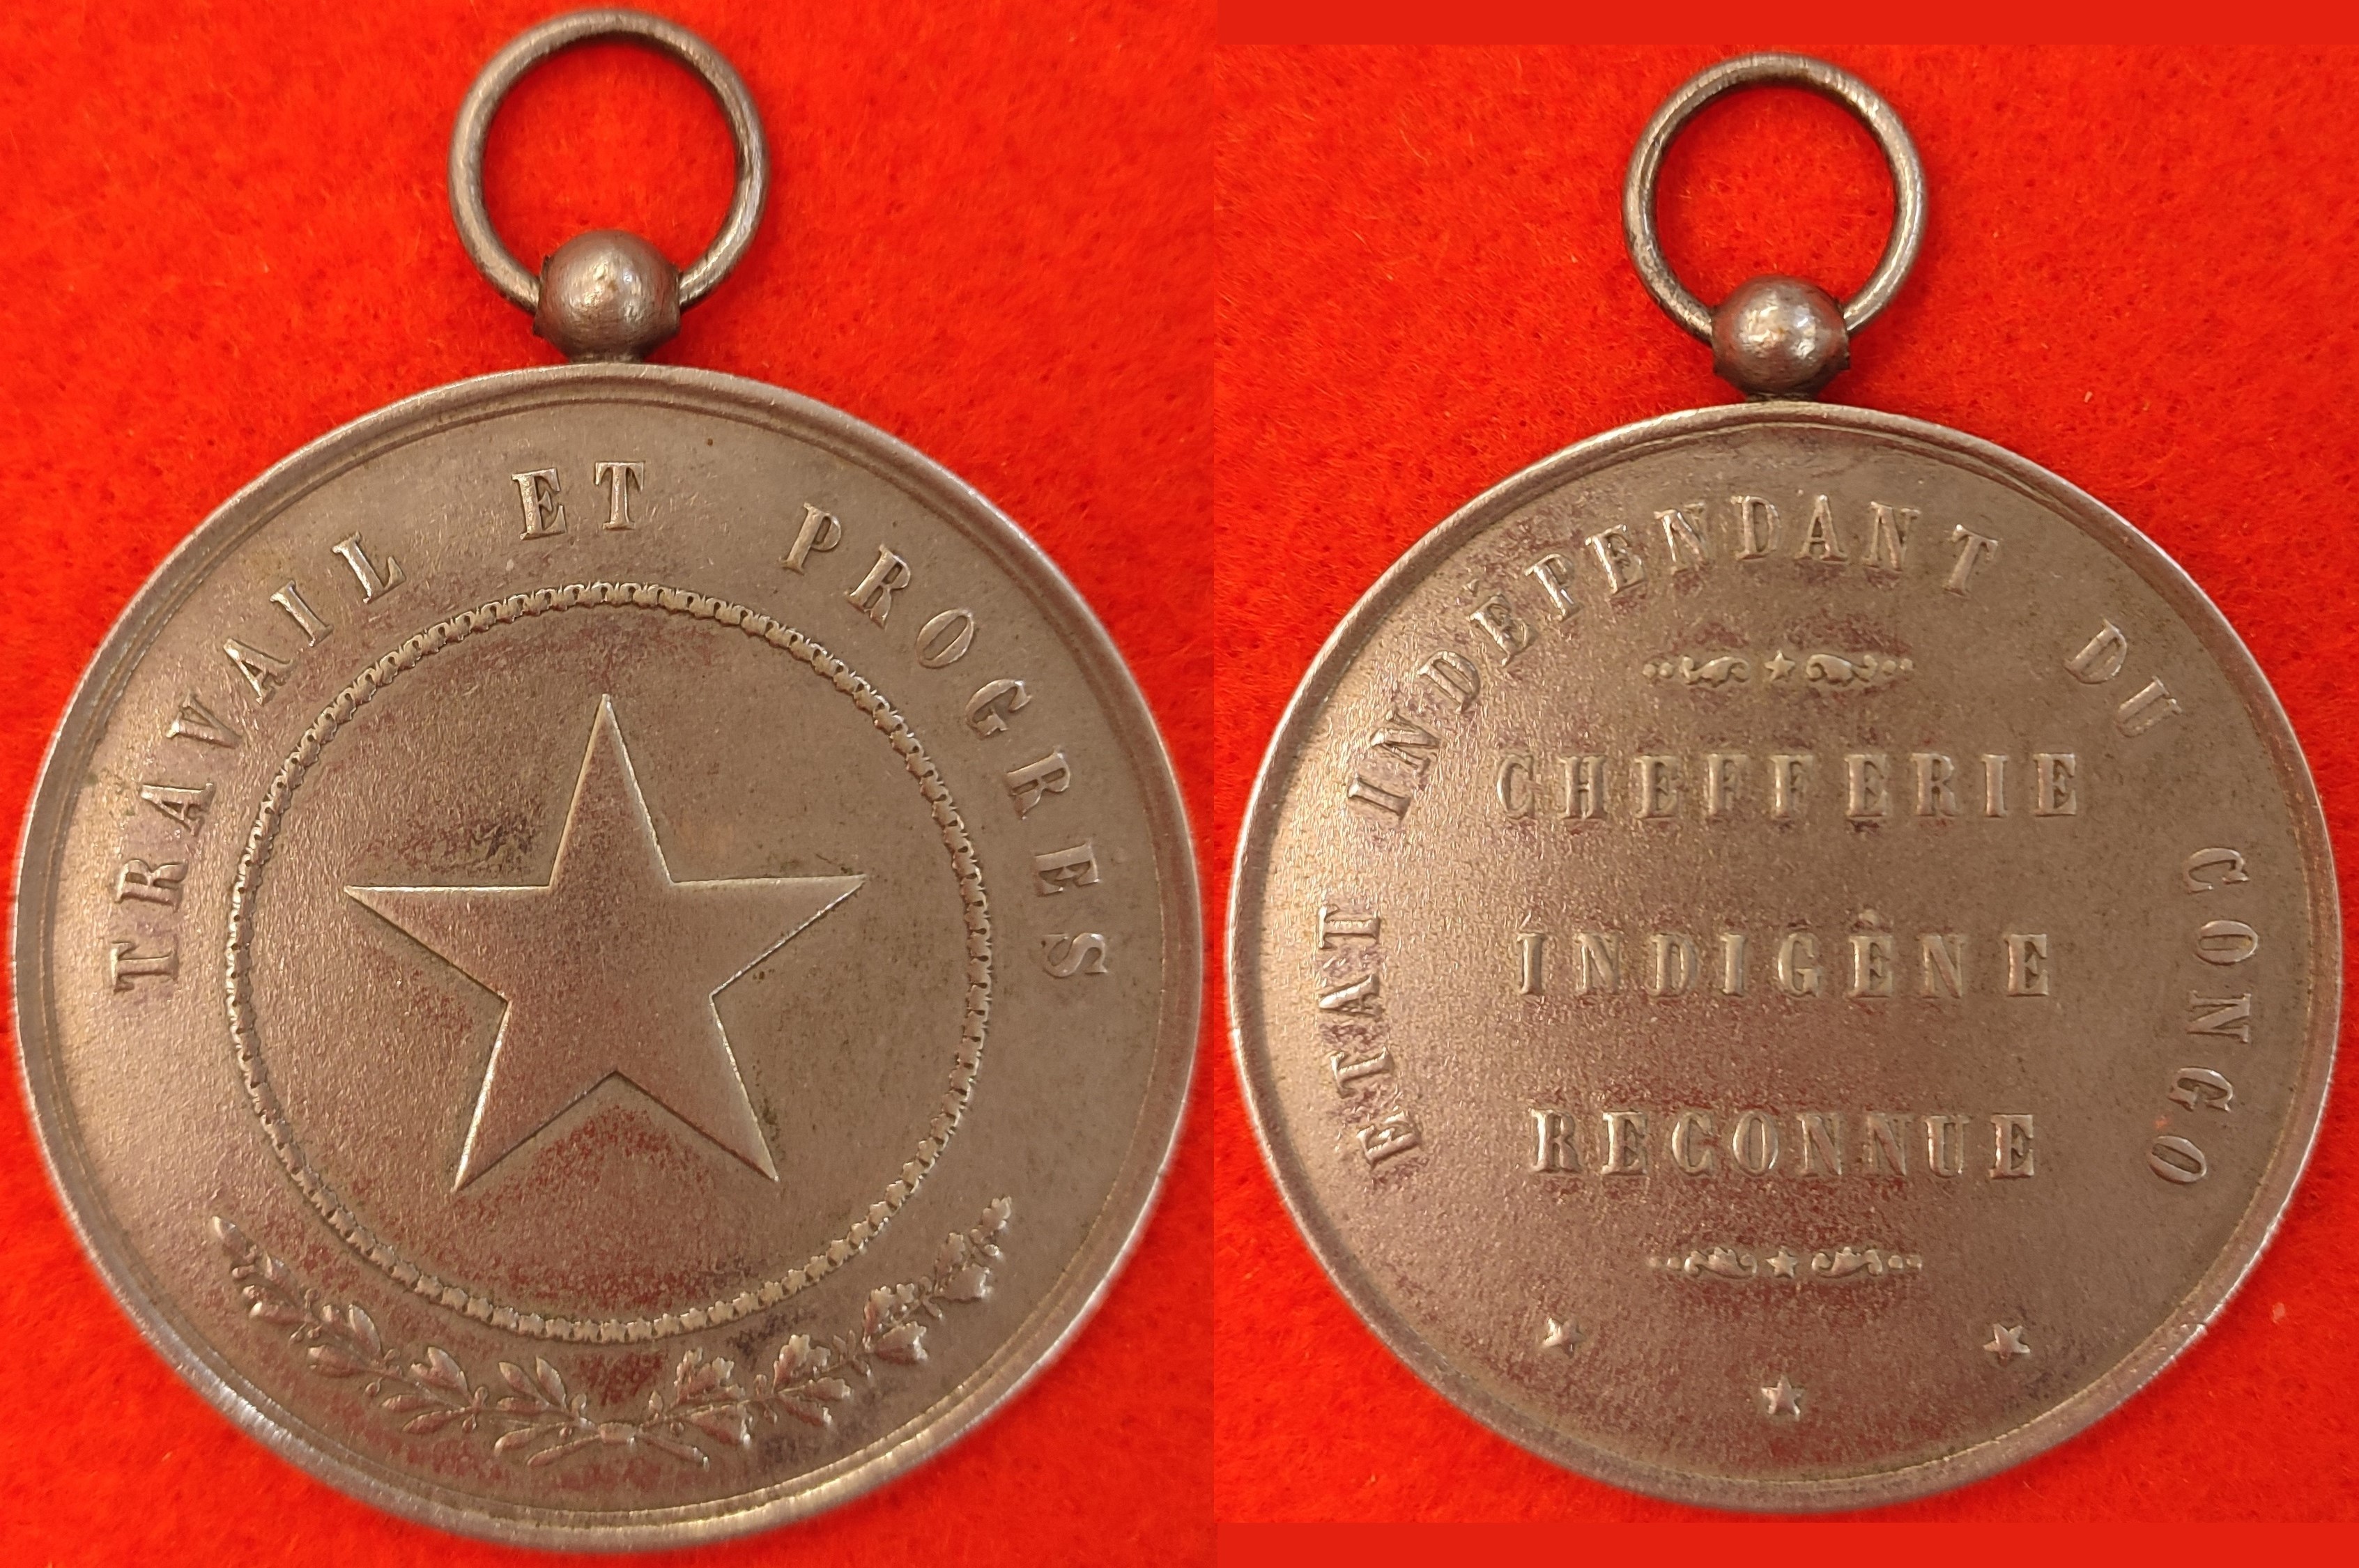 TRAVAIL ET PROGRES
ETAT INDÉPENDANT DU CONGO
CHEFFERIE
INDIGÈNE
RECONNUE